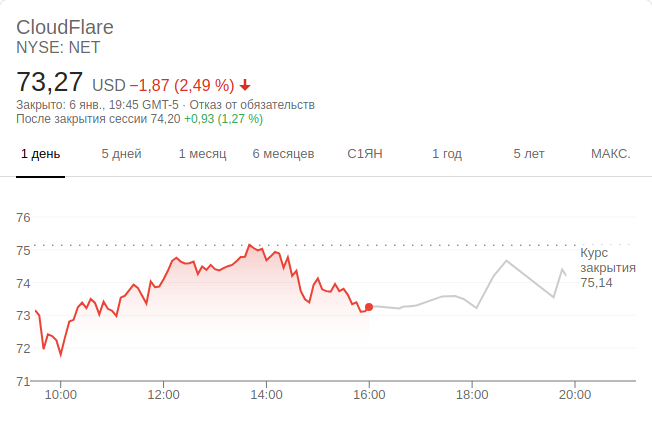 CloudFlare
NYSE: NET
73,27 USD −1,87 (2,49 %)
Закрыто: 6 янв., 19:45 GMT-5 · Отказ от обязательств
После закрытия сессии 74,20 +0,93 (1,27 %)
1 день 5 дней 1 месяц 6 месяцев С1ЯН 1 год 5 лет МАКС.
76
75
Курс
закрытия
75,14
74
73
72
71
10:00 12:00 14:00 16:00 18:00 20:00